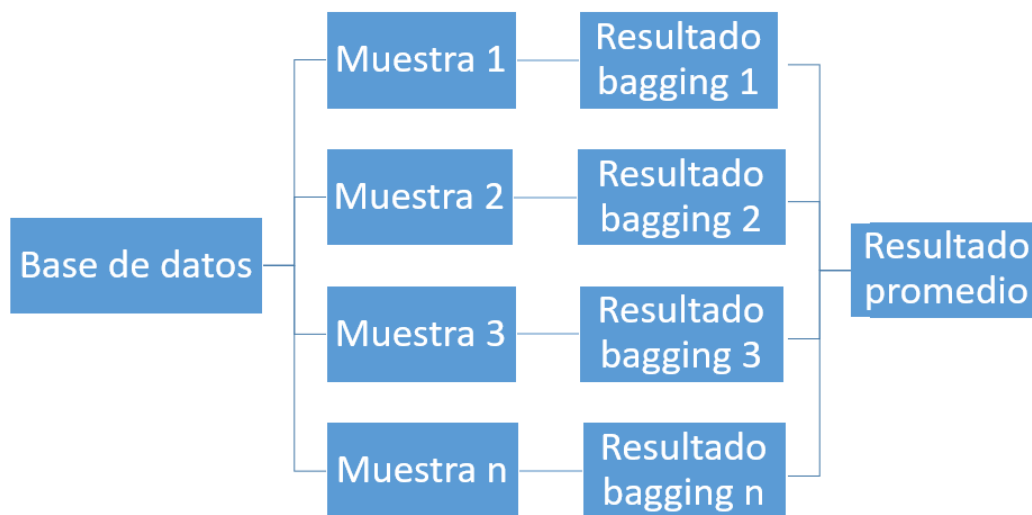 Base de datos
Muestra 1
Resultado
bagging 1
Muestra 2
Resultado
bagging 2
Muestra 3
Resultado
bagging 3
Muestra n
Resultado
bagging n
Resultado
promedio